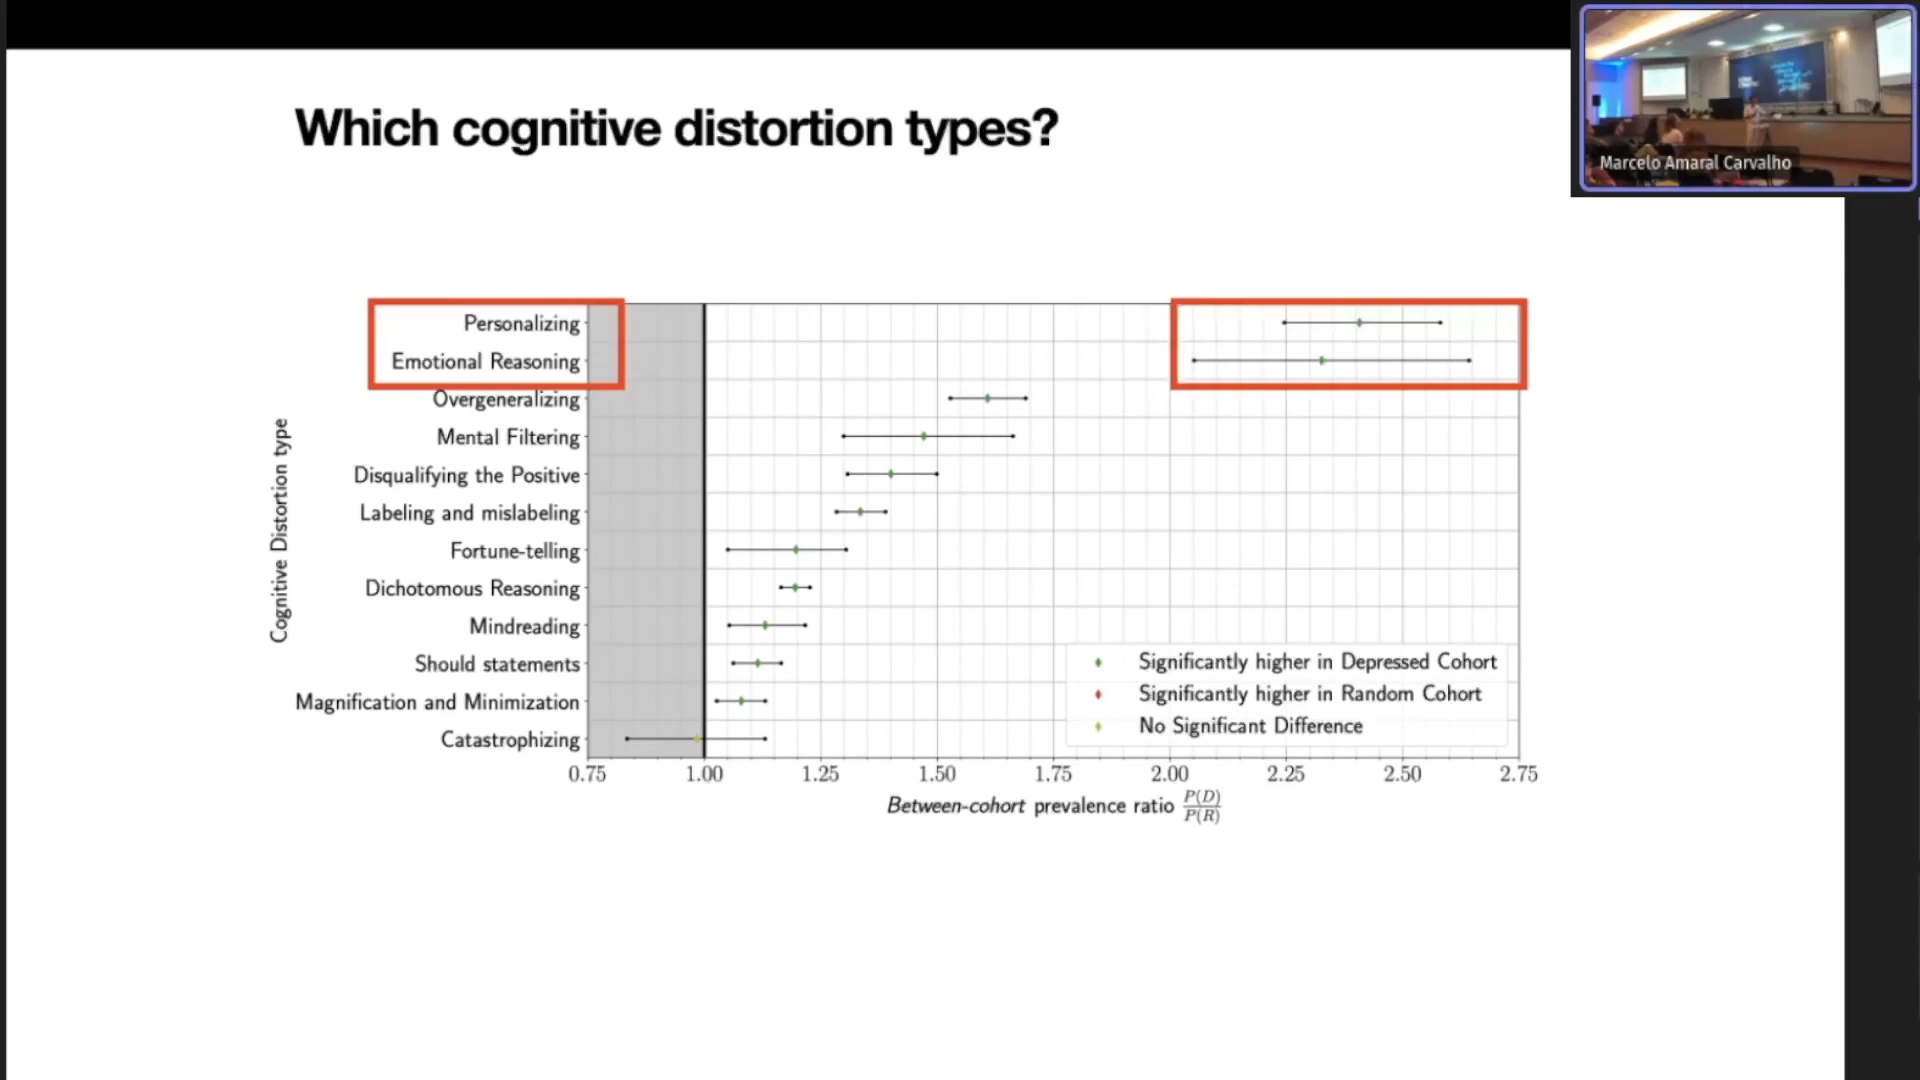 Which cognitive distortion types?
Marcelo Amaral Carvalho
Cognitive Distortion type
Personalizing
Emotional Reasoning
Overgeneralizing
Mental Filtering
Disqualifying the Positive
Labeling and mislabeling
Fortune-telling
Dichotomous Reasoning
Mindreading
Should statements
Magnification and Minimization
Catastrophizing
Significantly higher in Depressed Cohort
Significantly higher in Random Cohort
No Significant Difference
0.75 1.00 1.25 1.50 1.75 2.00 2.25 2.50 2.75
Between-cohort prevalence ratio P(D)/P(R)